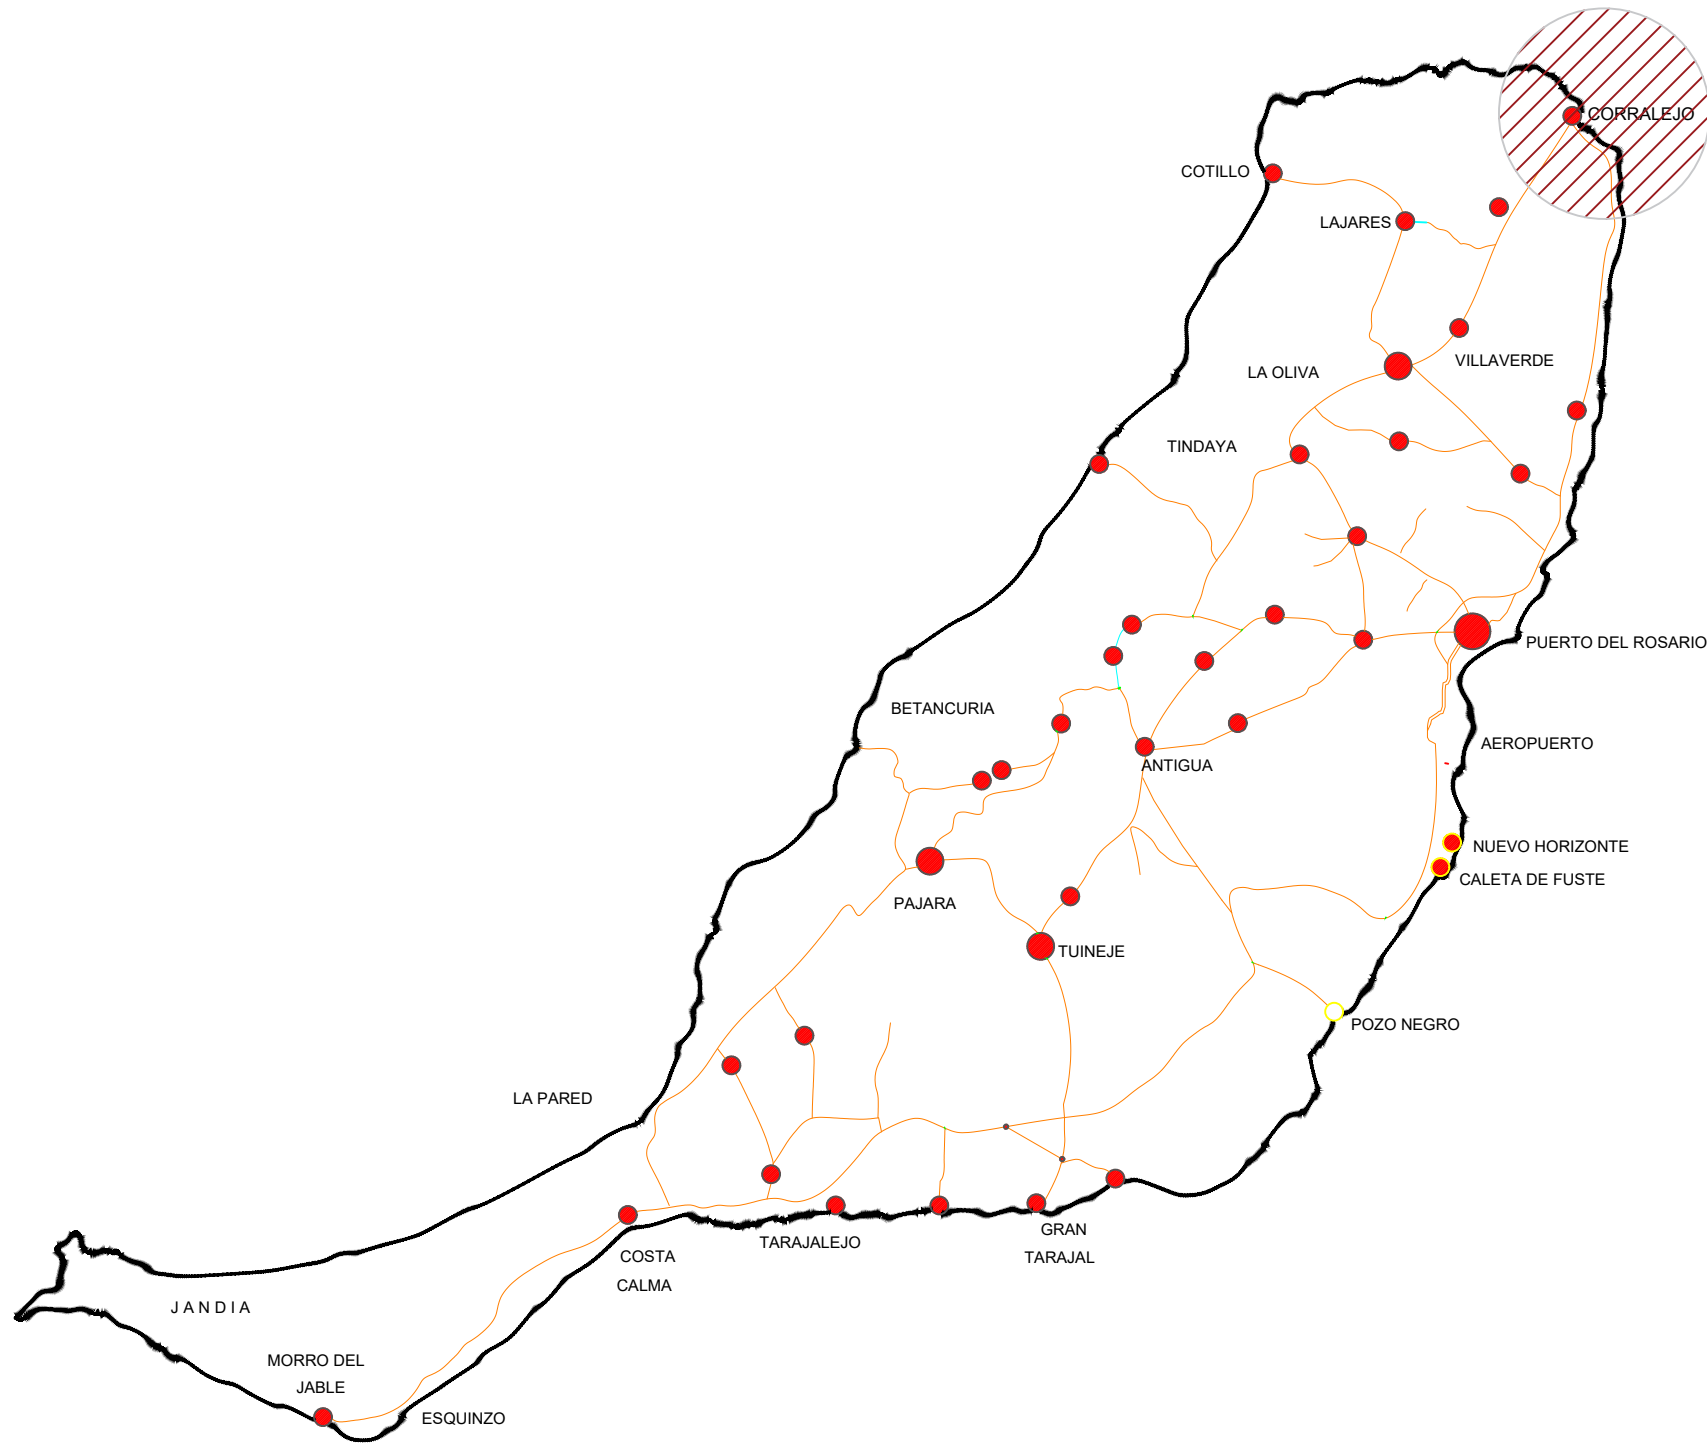 CORRALEJO
COTILLO
LAJARES
VILLAVERDE
LA OLIVA
TINDAYA
PUERTO DEL ROSARIO
BETANCURIA
AEROPUERTO
ANTIGUA
NUEVO HORIZONTE
CALETA DE FUSTE
PAJARA
TUINEJE
POZO NEGRO
LA PARED
GRAN
TARAJAL
TARAJALEJO
COSTA
CALMA
J A N D I A
MORRO DEL
JABLE
ESQUINZO